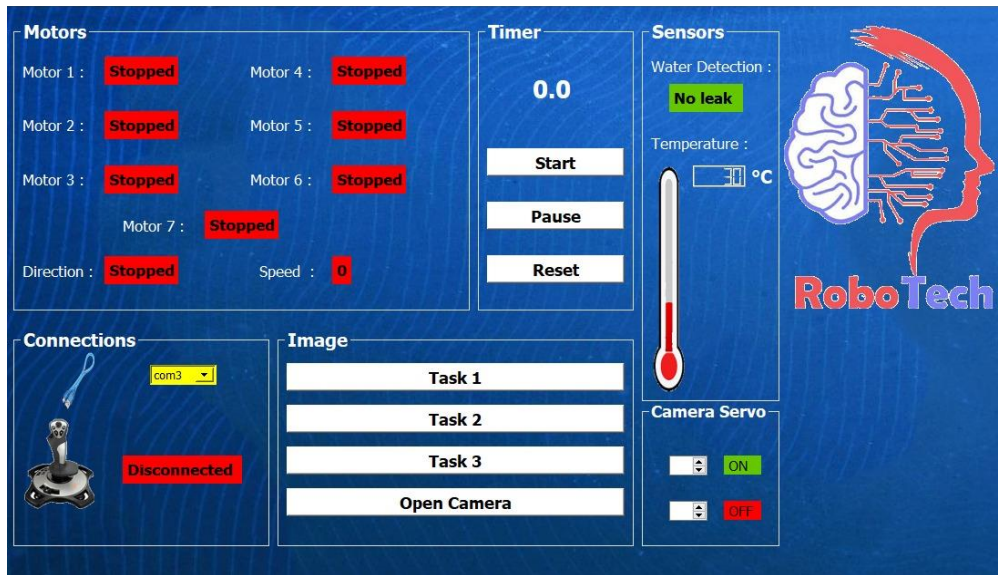 Motors
Motor 1 : Stopped Motor 4 : Stopped
Motor 2 : Stopped Motor 5 : Stopped
Motor 3 : Stopped Motor 6 : Stopped
Motor 7 : Stopped
Direction : Stopped Speed : 0
Timer
0.0
Start
Pause
Reset
Sensors
Water Detection :
No leak
Temperature :
30 °C
RoboTech
Connections
com3
Disconnected
Image
Task 1
Task 2
Task 3
Open Camera
Camera Servo
ON
OFF